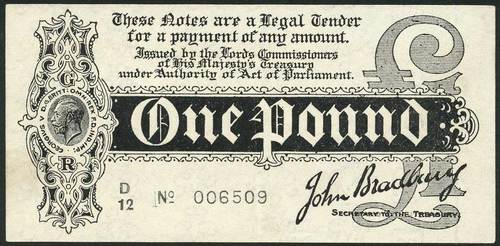 These Notes are a Legal Tender
for a payment of any amount.
Issued by the Lords Commissioners
of His Majesty's Treasury
under Authority of Act of Parliament.
£
G
R
One Pound
D
12
No 006509
John Bradbury
SECRETARY TO THE TREASURY.
£1